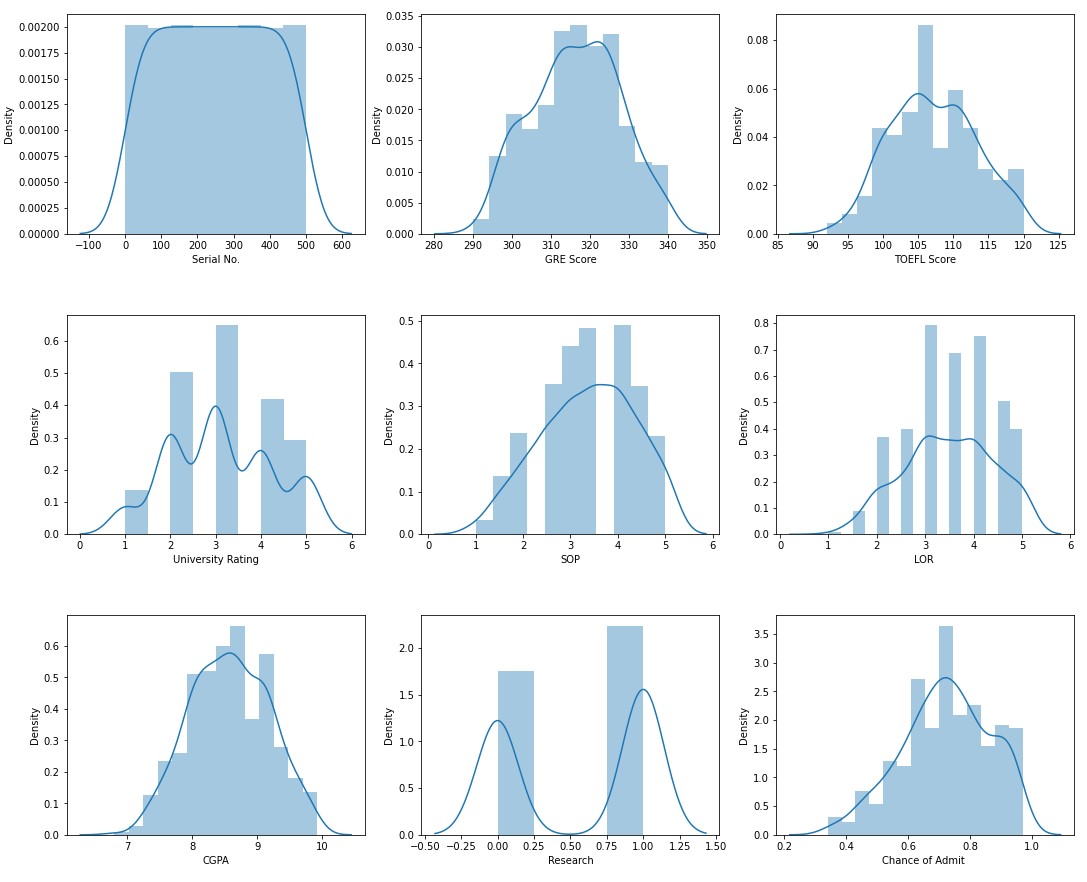 0.00200
0.00175
0.00150
0.00125
0.00100
0.00075
0.00050
0.00025
0.00000
Density
−100 0 100 200 300 400 500 600
Serial No.
0.035
0.030
0.025
0.020
0.015
0.010
0.005
0.000
Density
280 290 300 310 320 330 340 350
GRE Score
0.08
0.06
0.04
0.02
0.00
Density
85 90 95 100 105 110 115 120 125
TOEFL Score
0.6
0.5
0.4
0.3
0.2
0.1
0.0
Density
0 1 2 3 4 5 6
University Rating
0.5
0.4
0.3
0.2
0.1
0.0
Density
0 1 2 3 4 5 6
SOP
0.8
0.7
0.6
0.5
0.4
0.3
0.2
0.1
0.0
Density
0 1 2 3 4 5 6
LOR
0.6
0.5
0.4
0.3
0.2
0.1
0.0
Density
7 8 9 10
CGPA
2.0
1.5
1.0
0.5
0.0
Density
−0.50 −0.25 0.00 0.25 0.50 0.75 1.00 1.25 1.50
Research
3.5
3.0
2.5
2.0
1.5
1.0
0.5
0.0
Density
0.2 0.4 0.6 0.8 1.0
Chance of Admit